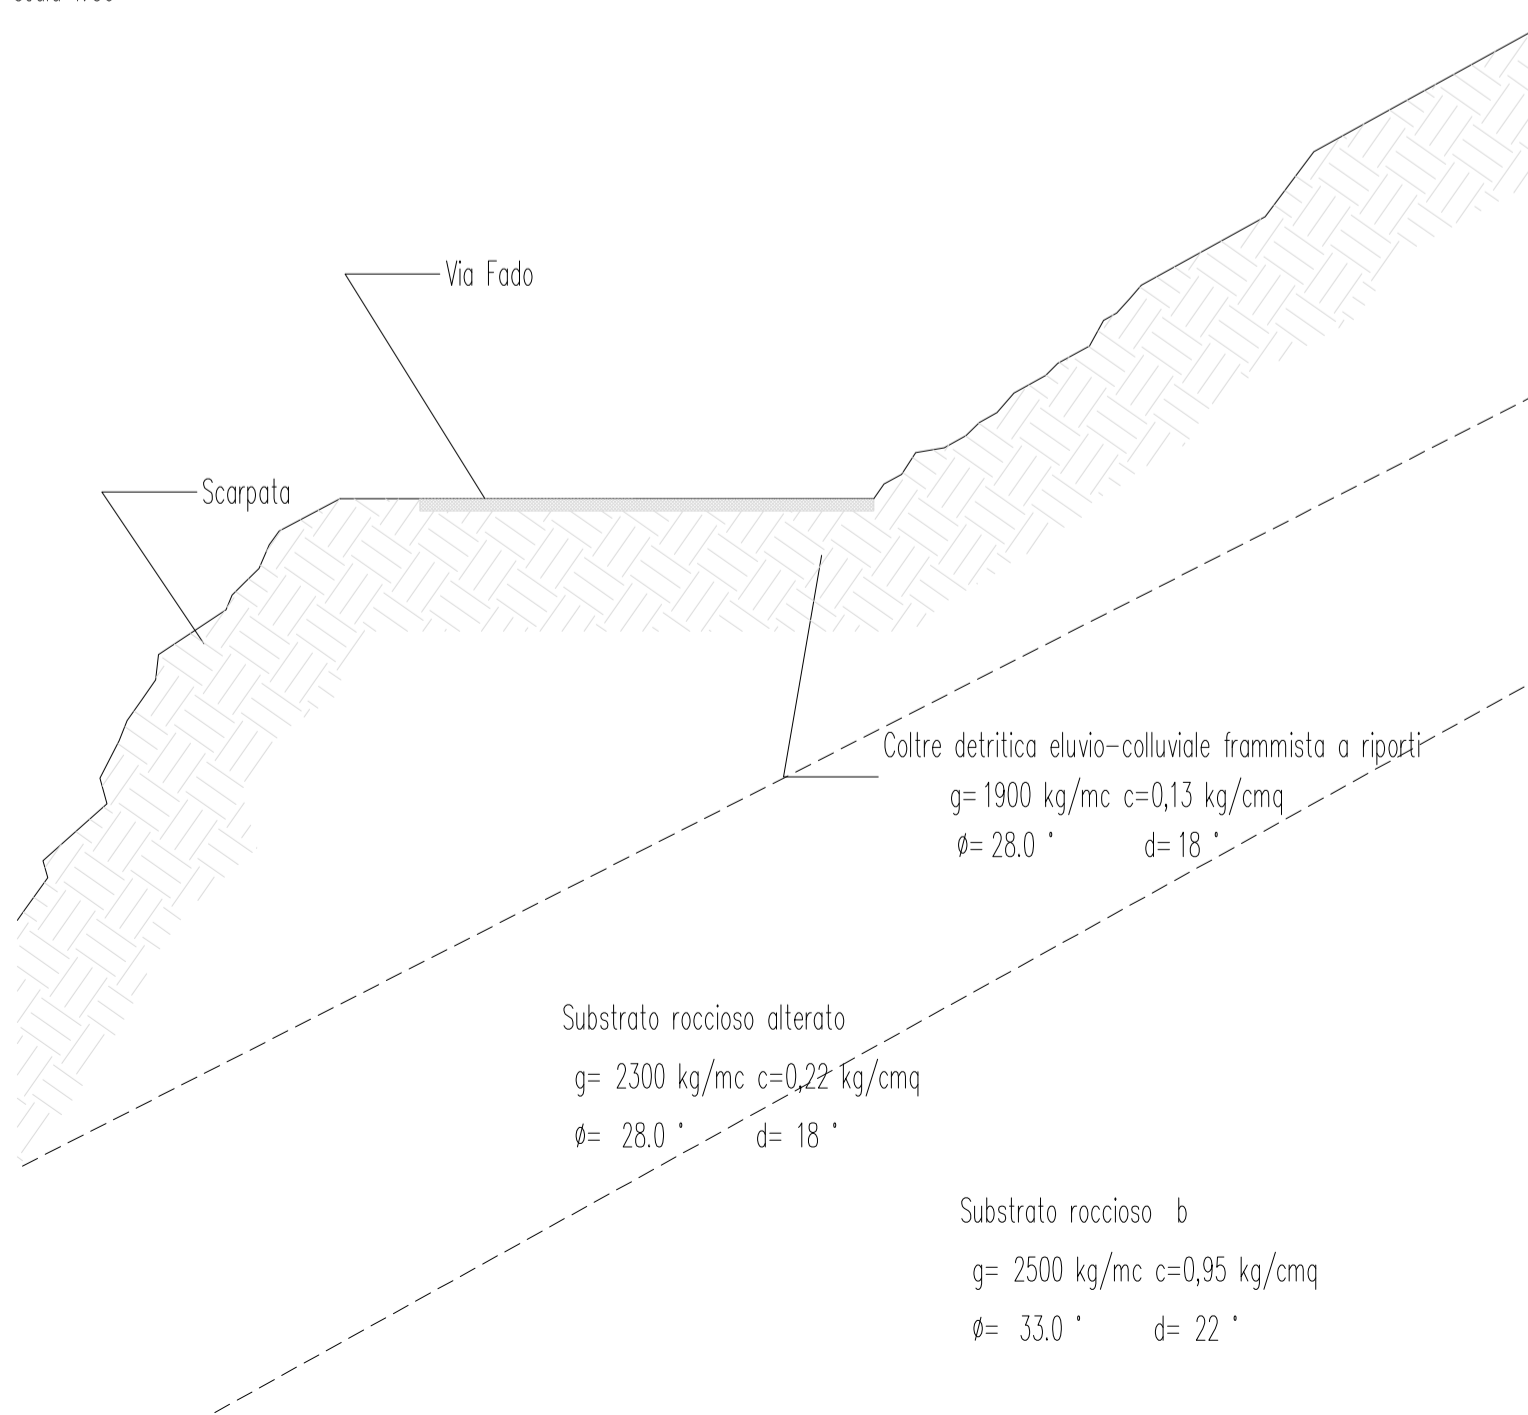 Via Fado
Scarpata
Coltre detritica eluvio-colluviale frammista a riporti
g= 1900 kg/mc c=0,13 kg/cmq
ø= 28.0 ° d= 18 °
Substrato roccioso alterato
g= 2300 kg/mc c=0,22 kg/cmq
ø= 28.0 ° d= 18 °
Substrato roccioso b
g= 2500 kg/mc c=0,95 kg/cmq
ø= 33.0 ° d= 22 °